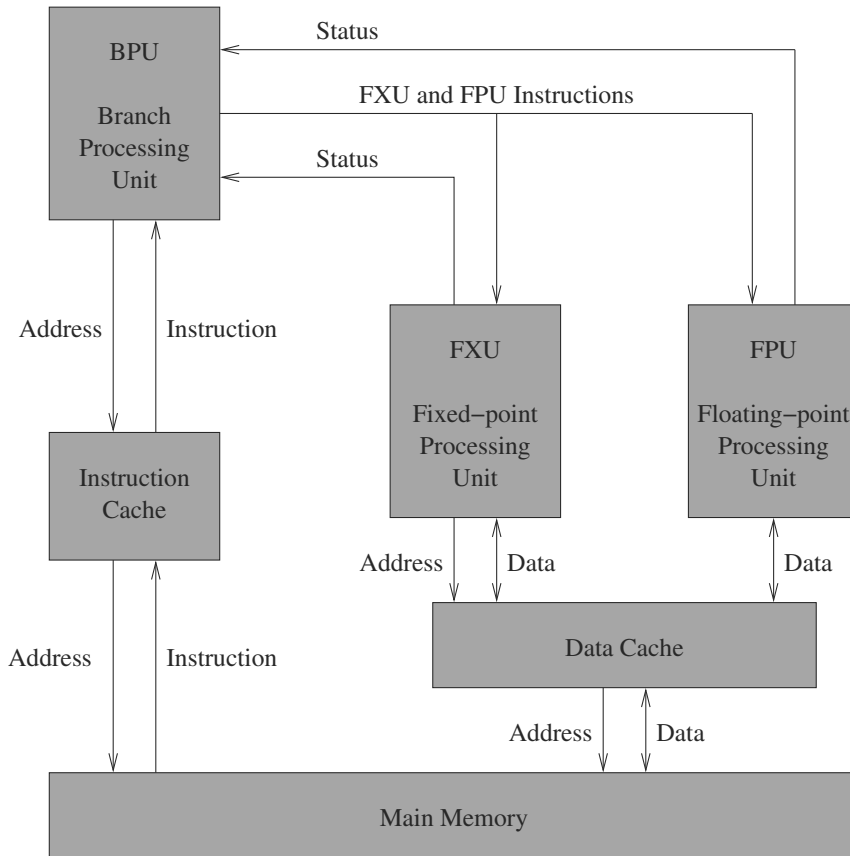 Status
BPU
FXU and FPU Instructions
Branch
Processing
Unit
Status
Address
Instruction
FXU
Fixed−point
Processing
Unit
FPU
Floating−point
Processing
Unit
Instruction
Cache
Address
Data
Data
Address
Instruction
Data Cache
Address
Data
Main Memory